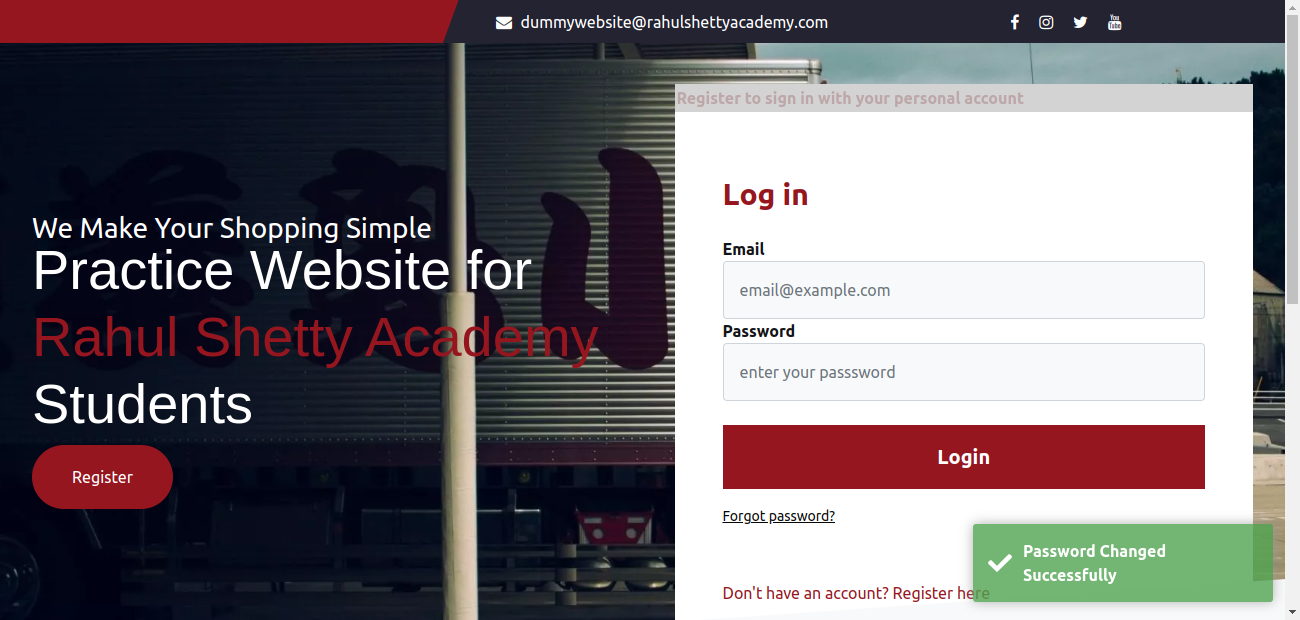 dummywebsite@rahulshettyacademy.com
Register to sign in with your personal account
We Make Your Shopping Simple
Practice Website for
Rahul Shetty Academy
Students
Register
Log in
Email
email@example.com
Password
enter your passsword
Login
Forgot password?
Don't have an account? Register here
Password Changed
Successfully